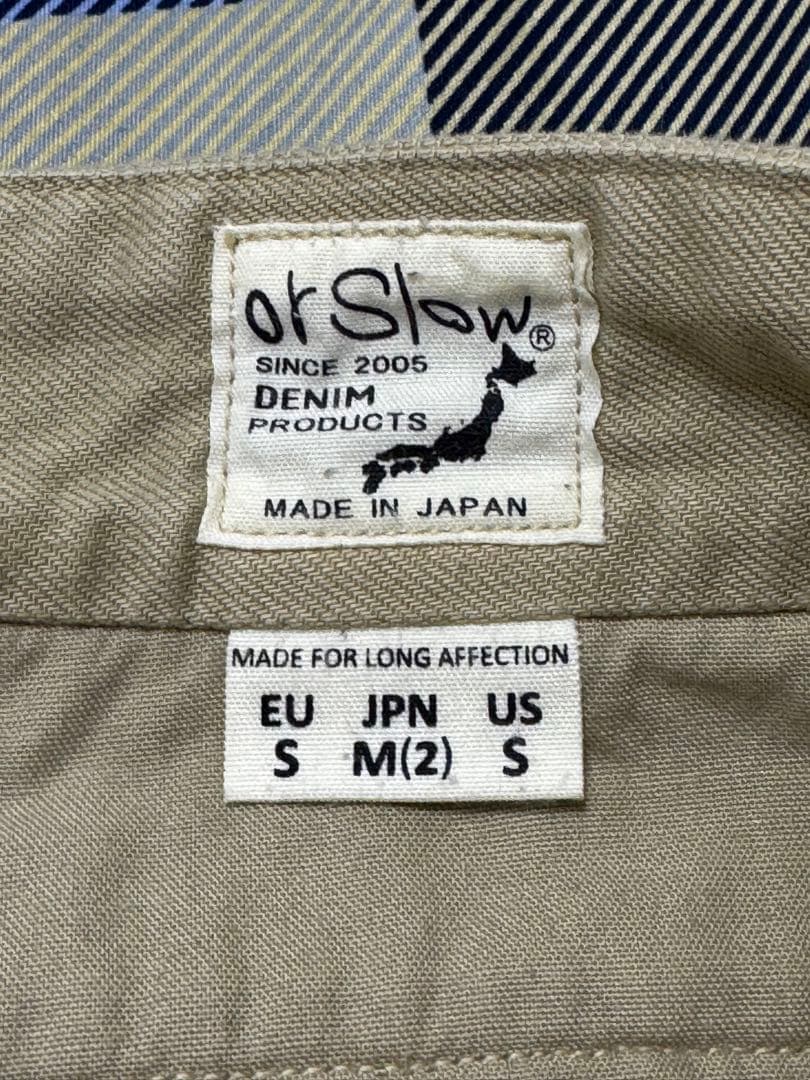 orSlow®
SINCE 2005
DENIM
PRODUCTS
MADE IN JAPAN
MADE FOR LONG AFFECTION
EU JPN US
S M(2) S